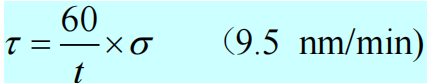 τ = 60/t × σ (9.5 nm/min)